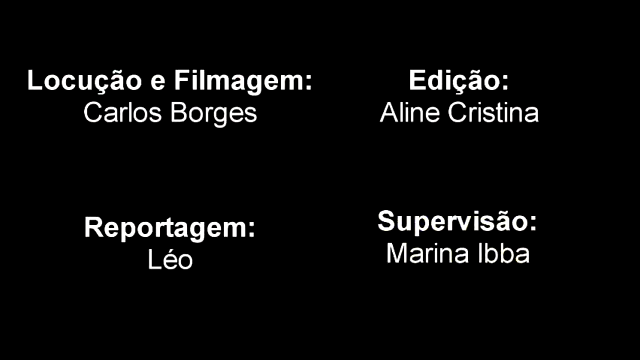 Locução e Filmagem:
Carlos Borges
Edição:
Aline Cristina
Reportagem:
Léo
Supervisão:
Marina Ibba